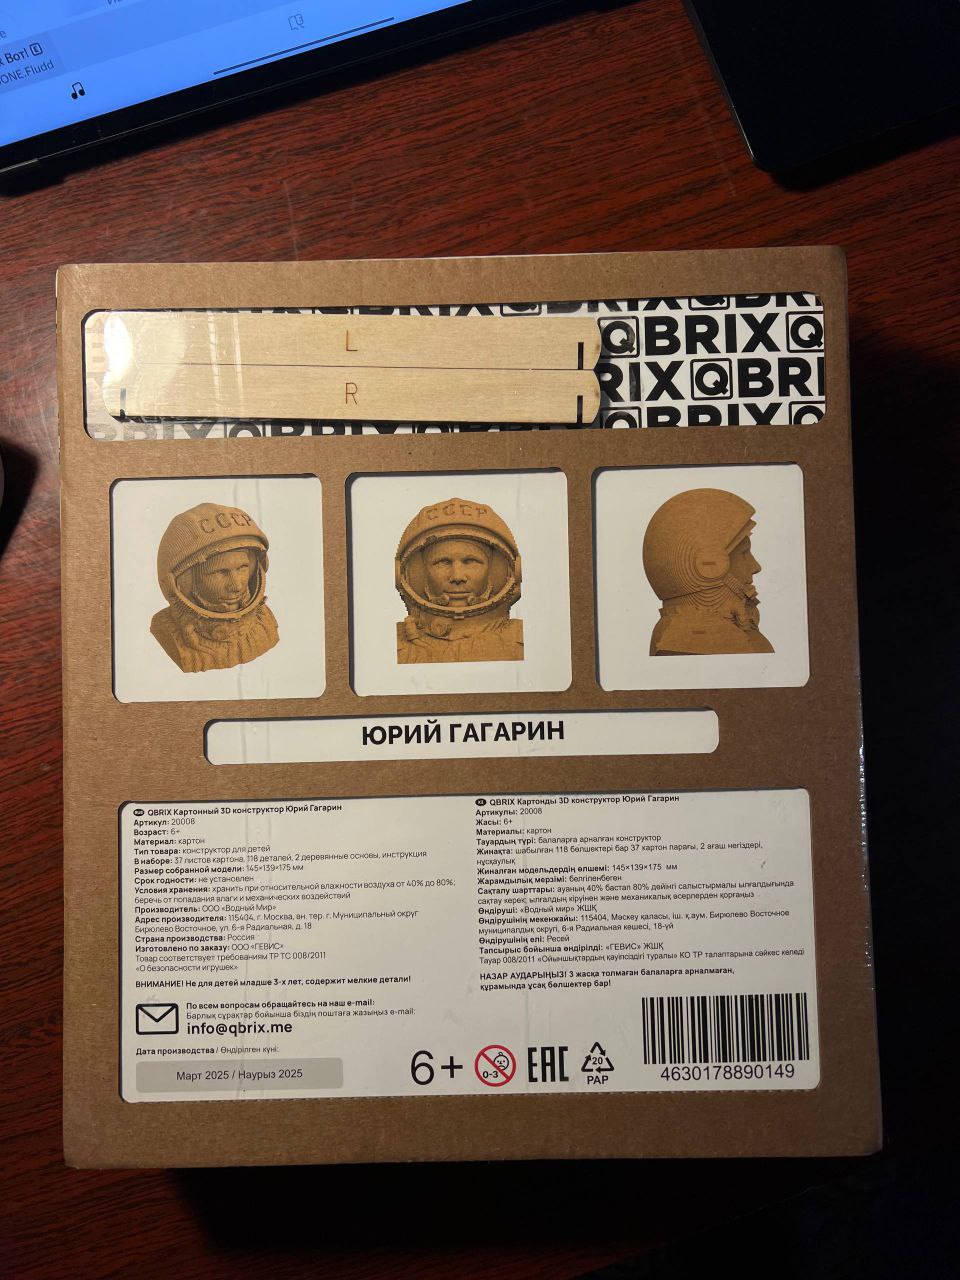 Bot! E
ONE.Fludd
QBRIX
QBRIX Q
RIX QBRI
QBRIX Q
L
R
СССР
СССР
ЮРИЙ ГАГАРИН
RU QBRIX Картонный 3D конструктор Юрий Гагарин
Артикул: 20008
Возраст: 6+
Материал: картон
Тип товара: конструктор для детей
В наборе: 37 листов картона, 118 деталей, 2 деревянные основы, инструкция
Размер собранной модели: 145×139×175 мм
Срок годности: не установлен
Условия хранения: хранить при относительной влажности воздуха от 40% до 80%,
беречь от попадания влаги и механических воздействий
Производитель: ООО «Водный Мир»
Адрес производителя: 115404, г. Москва, вн. тер. г. Муниципальный округ
Бирюлево Восточное, ул. 6-я Радиальная, д. 18
Страна производства: Россия
Изготовлено по заказу: ООО «ГЕВИС»
Товар соответствует требованиям ТР ТС 008/2011
«О безопасности игрушек»
ВНИМАНИЕ! Не для детей младше 3-х лет, содержит мелкие детали!
По всем вопросам обращайтесь на наш e-mail:
Барлық сұрақтар бойынша біздің поштаға жазыңыз e-mail:
info@qbrix.me
Дата производства / Өндірілген күні:
Март 2025 / Наурыз 2025
KZ QBRIX Картонды 3D конструктор Юрий Гагарин
Артикулы: 20008
Жасы: 6+
Материалы: картон
Тауардың түрі: балаларға арналған конструктор
Жинақта: шабылған 118 бөлшектері бар 37 картон парағы, 2 ағаш негіздері,
нұсқаулық
Жиналған модельдердің өлшемі: 145×139×175 мм
Жарамдылық мерзімі: белгіленбеген
Сақталу шарттары: ауаның 40% бастап 80% дейінгі салыстырмалы ылғалдығында
сақтау керек, ылғалдың кіруінен және механикалық әсерлерден қорғаңыз
Өндіруші: «Водный мир» ЖШҚ
Өндірушінің мекенжайы: 115404, Мәскеу қаласы, іш. қ.аум. Бирюлево Восточное
муниципалдық округі, 6-я Радиальная көшесі, 18-үй
Өндірушінің елі: Ресей
Тапсырыс бойынша өндірілді: «ГЕВИС» ЖШҚ
Тауар 008/2011 «Ойыншықтардың қауіпсіздігі туралы» КО ТР талаптарына сәйкес келеді
НАЗАР АУДАРЫҢЫЗ! 3 жасқа толмаған балаларға арналмаған,
құрамында ұсақ бөлшектер бар!
6+
0-3
EAC
20
PAP
4630178890149